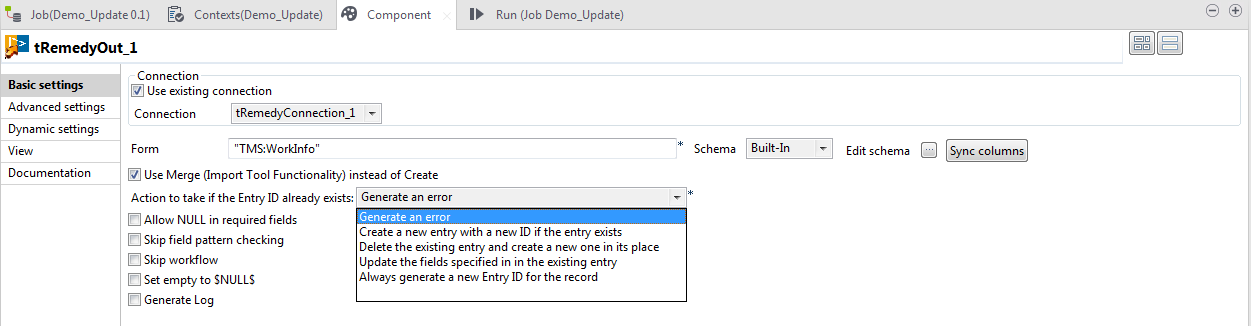 Job(Demo_Update 0.1) Contexts(Demo_Update) Component Run (Job Demo_Update)
tRemedyOut_1
Basic settings
Advanced settings
Dynamic settings
View
Documentation
Connection
Use existing connection
Connection tRemedyConnection_1
Form "TMS:WorkInfo" * Schema Built-In Edit schema ... Sync columns
Use Merge (Import Tool Functionality) instead of Create
Action to take if the Entry ID already exists: Generate an error *
Generate an error
Create a new entry with a new ID if the entry exists
Delete the existing entry and create a new one in its place
Update the fields specified in in the existing entry
Always generate a new Entry ID for the record
Allow NULL in required fields
Skip field pattern checking
Skip workflow
Set empty to $NULL$
Generate Log